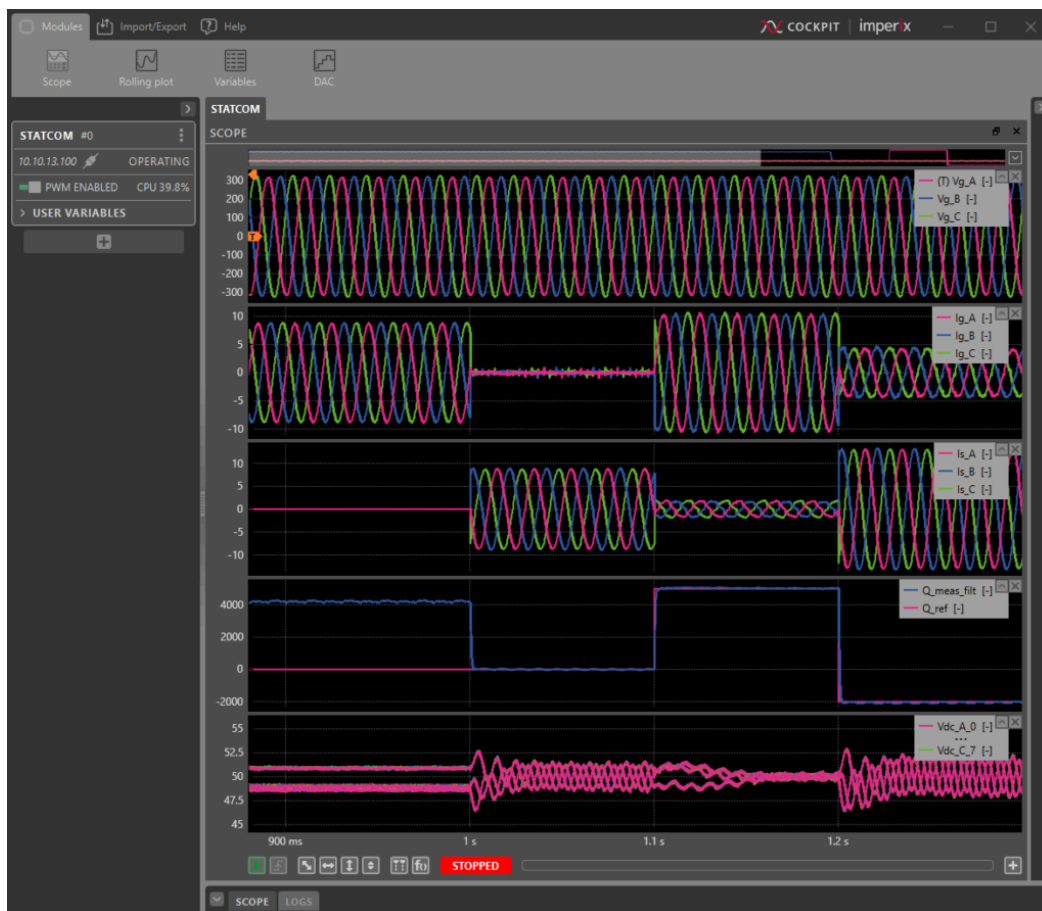 Modules Import/Export Help COCKPIT imperix
Scope Rolling plot Variables DAC
STATCOM #0
10.10.13.100 OPERATING
PWM ENABLED CPU 39.8%
> USER VARIABLES
STATCOM
SCOPE
300
200
100
0
-100
-200
-300
T
(T) Vg_A [-]
Vg_B [-]
Vg_C [-]
10
5
0
-5
-10
Ig_A [-]
Ig_B [-]
Ig_C [-]
10
5
0
-5
-10
Is_A [-]
Is_B [-]
Is_C [-]
4000
2000
0
-2000
Q_meas_filt [-]
Q_ref [-]
55
52.5
50
47.5
45
Vdc_A_0 [-]
...
Vdc_C_7 [-]
900 ms 1 s 1.1 s 1.2 s
f() STOPPED
SCOPE LOGS